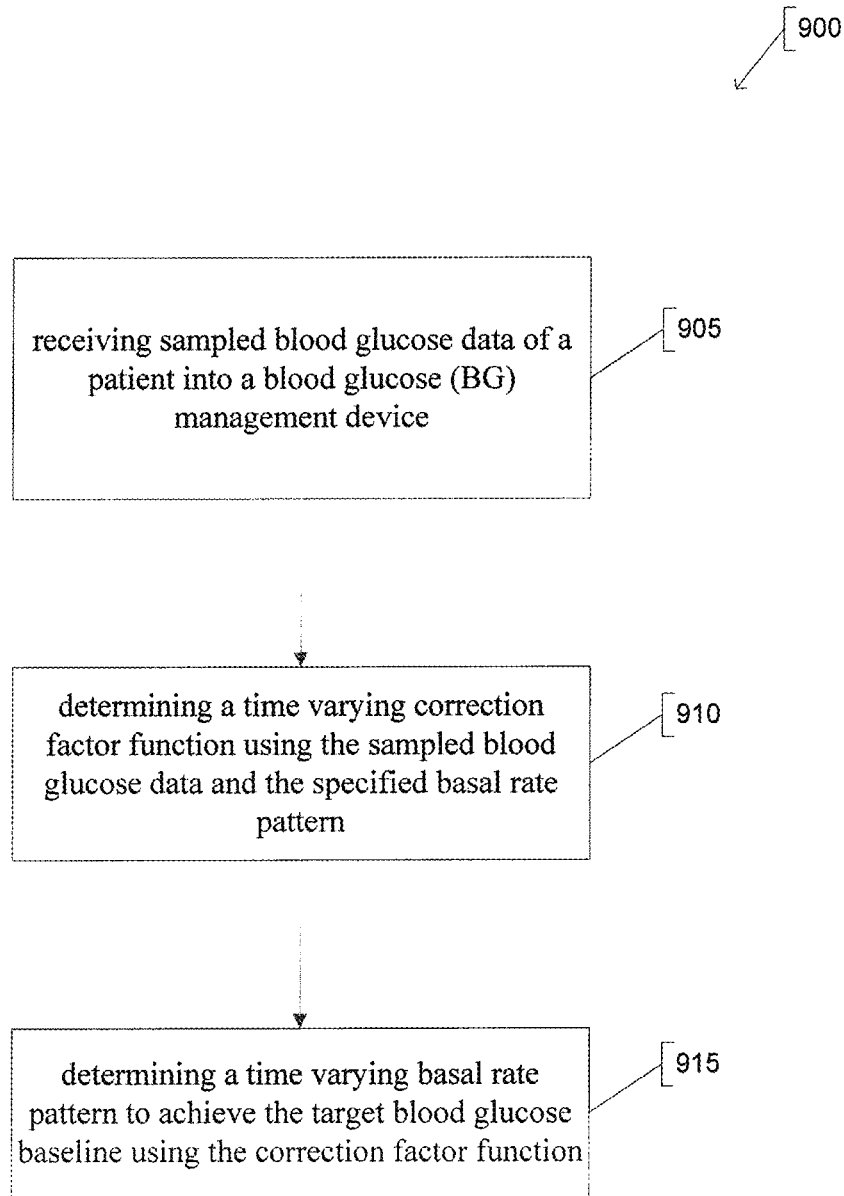 900
receiving sampled blood glucose data of a
patient into a blood glucose (BG)
management device
905
determining a time varying correction
factor function using the sampled blood
glucose data and the specified basal rate
pattern
910
determining a time varying basal rate
pattern to achieve the target blood glucose
baseline using the correction factor function
915